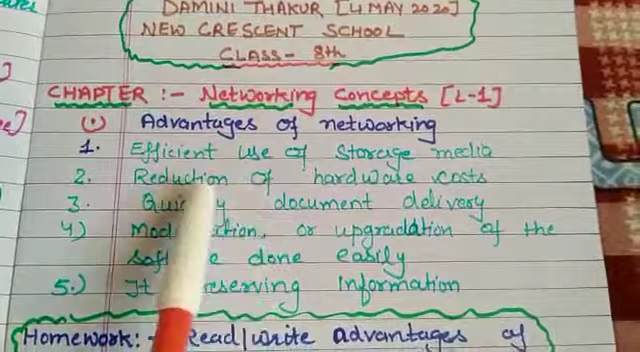 DAMINI THAKUR [4 MAY 2020]
NEW CRESCENT SCHOOL
CLASS- 8th
CHAPTER :- Networking Concepts [L-1]
(1) Advantages of networking
1. Efficient use of Storage media
2. Reduction of hardware costs
3. document delivery
4) or upgradation of the
done easily
5.) It Information
Homework:- Read/write advantages of